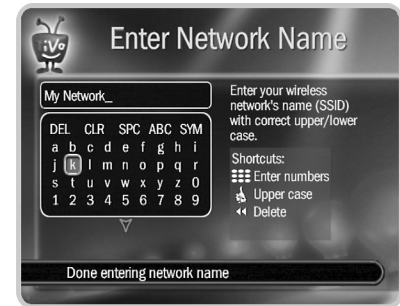 TiVo
Enter Network Name
My Network_
DEL CLR SPC ABC SYM
a b c d e f g h i
j k l m n o p q r
s t u v w x y z 0
1 2 3 4 5 6 7 8 9
Enter your wireless
network's name (SSID)
with correct upper/lower
case.
Shortcuts:
Enter numbers
Upper case
Delete
Done entering network name